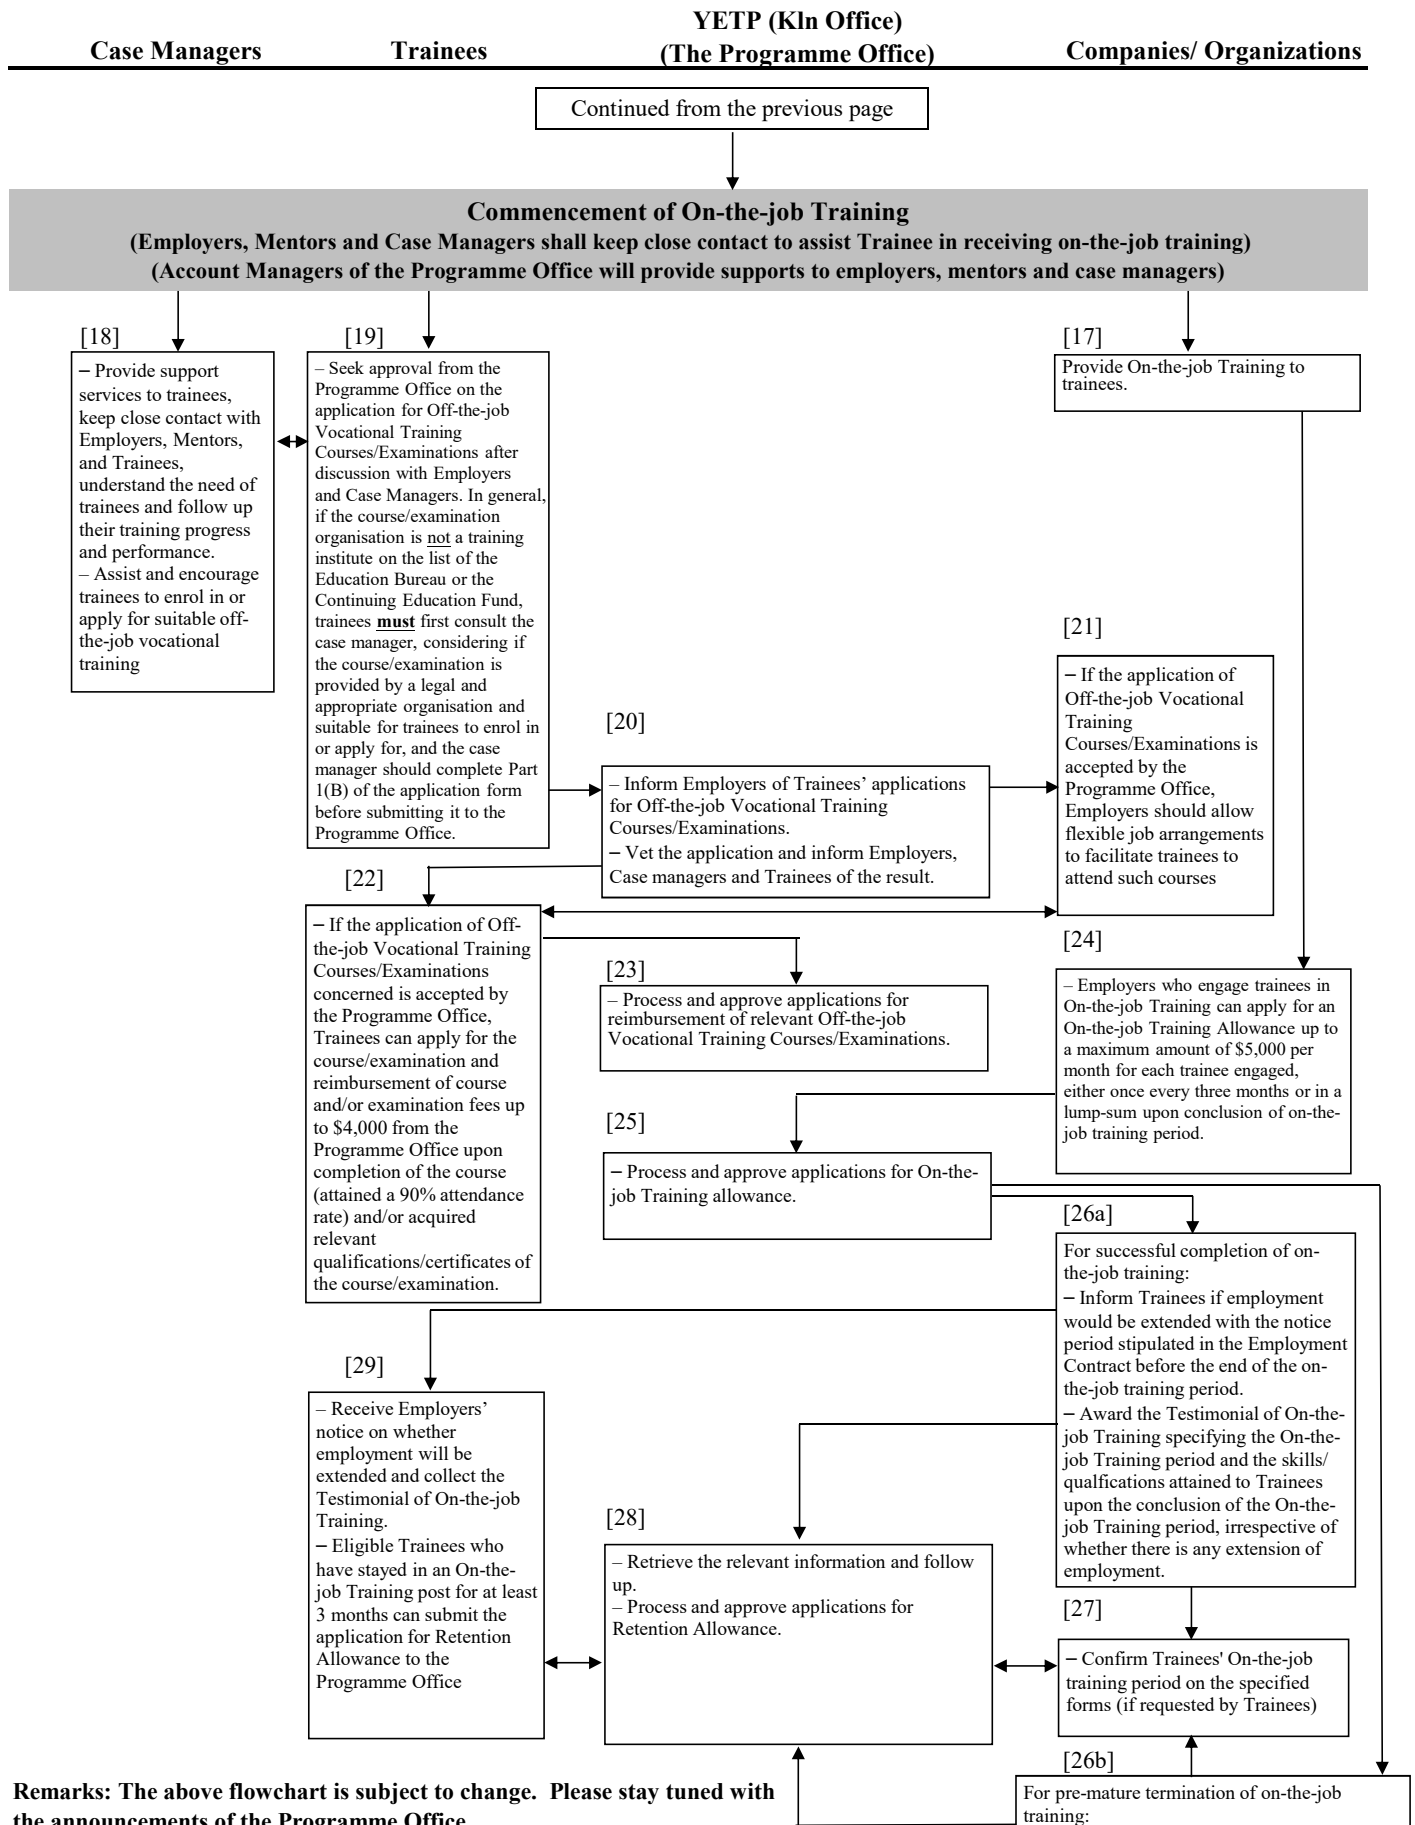 YETP (Kln Office)
Case Managers
Trainees
(The Programme Office)
Companies/ Organizations
Continued from the previous page
Commencement of On-the-job Training
(Employers, Mentors and Case Managers shall keep close contact to assist Trainee in receiving on-the-job training)
(Account Managers of the Programme Office will provide supports to employers, mentors and case managers)
[18]
– Provide support
services to trainees,
keep close contact with
Employers, Mentors,
and Trainees,
understand the need of
trainees and follow up
their training progress
and performance.
– Assist and encourage
trainees to enrol in or
apply for suitable off-
the-job vocational
training
[19]
– Seek approval from the
Programme Office on the
application for Off-the-job
Vocational Training
Courses/Examinations after
discussion with Employers
and Case Managers. In general,
if the course/examination
organisation is not a training
institute on the list of the
Education Bureau or the
Continuing Education Fund,
trainees must first consult the
case manager, considering if
the course/examination is
provided by a legal and
appropriate organisation and
suitable for trainees to enrol in
or apply for, and the case
manager should complete Part
1(B) of the application form
before submitting it to the
Programme Office.
[17]
Provide On-the-job Training to
trainees.
[20]
– Inform Employers of Trainees’ applications
for Off-the-job Vocational Training
Courses/Examinations.
– Vet the application and inform Employers,
Case managers and Trainees of the result.
[21]
– If the application of
Off-the-job Vocational
Training
Courses/Examinations is
accepted by the
Programme Office,
Employers should allow
flexible job arrangements
to facilitate trainees to
attend such courses
[22]
– If the application of Off-
the-job Vocational Training
Courses/Examinations
concerned is accepted by
the Programme Office,
Trainees can apply for the
course/examination and
reimbursement of course
and/or examination fees up
to $4,000 from the
Programme Office upon
completion of the course
(attained a 90% attendance
rate) and/or acquired
relevant
qualifications/certificates of
the course/examination.
[23]
– Process and approve applications for
reimbursement of relevant Off-the-job
Vocational Training Courses/Examinations.
[24]
– Employers who engage trainees in
On-the-job Training can apply for an
On-the-job Training Allowance up to
a maximum amount of $5,000 per
month for each trainee engaged,
either once every three months or in a
lump-sum upon conclusion of on-the-
job training period.
[25]
– Process and approve applications for On-the-
job Training allowance.
[26a]
For successful completion of on-
the-job training:
– Inform Trainees if employment
would be extended with the notice
period stipulated in the Employment
Contract before the end of the on-
the-job training period.
– Award the Testimonial of On-the-
job Training specifying the On-the-
job Training period and the skills/
qualfications attained to Trainees
upon the conclusion of the On-the-
job Training period, irrespective of
whether there is any extension of
employment.
[29]
– Receive Employers’
notice on whether
employment will be
extended and collect the
Testimonial of On-the-job
Training.
– Eligible Trainees who
have stayed in an On-the-
job Training post for at least
3 months can submit the
application for Retention
Allowance to the
Programme Office
[28]
– Retrieve the relevant information and follow
up.
– Process and approve applications for
Retention Allowance.
[27]
– Confirm Trainees' On-the-job
training period on the specified
forms (if requested by Trainees)
[26b]
For pre-mature termination of on-the-job
training:
Remarks: The above flowchart is subject to change. Please stay tuned with
the announcements of the Programme Office